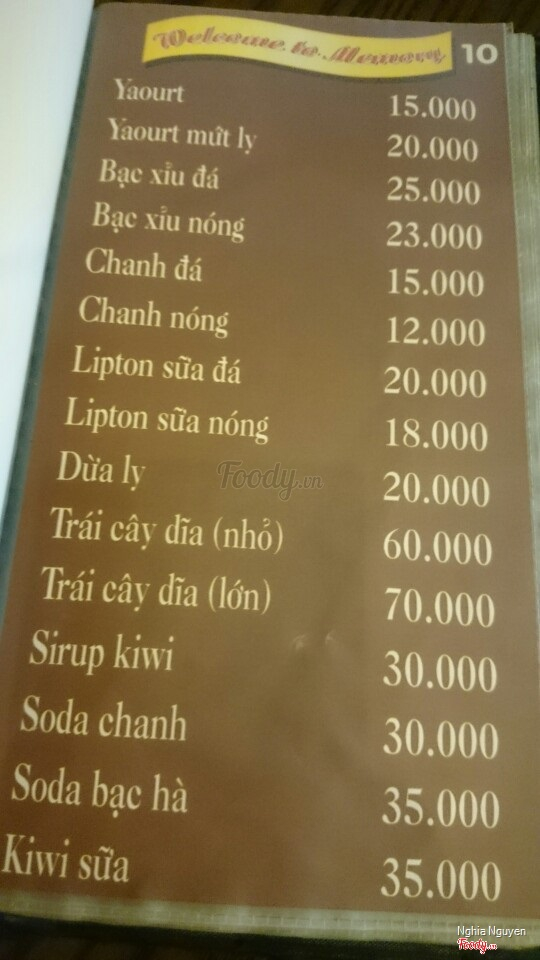 Welcome to Memory 10
Yaourt 15.000
Yaourt mứt ly 20.000
Bạc xỉu đá 25.000
Bạc xỉu nóng 23.000
Chanh đá 15.000
Chanh nóng 12.000
Lipton sữa đá 20.000
Lipton sữa nóng 18.000
Dừa ly 20.000
Foody.vn
Trái cây dĩa (nhỏ) 60.000
Trái cây dĩa (lớn) 70.000
Sirup kiwi 30.000
Soda chanh 30.000
Soda bạc hà 35.000
Kiwi sữa 35.000
Nghia Nguyen
Foody.vn